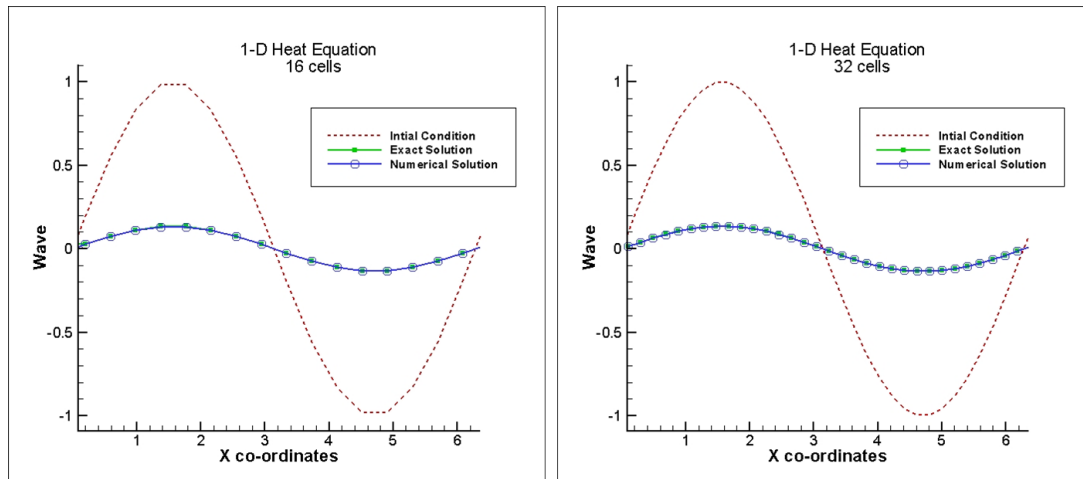 1-D Heat Equation
16 cells
1
0.5
0
-0.5
-1
Wave
Intial Condition
Exact Solution
Numerical Solution
1 2 3 4 5 6
X co-ordinates
1-D Heat Equation
32 cells
1
0.5
0
-0.5
-1
Wave
Intial Condition
Exact Solution
Numerical Solution
1 2 3 4 5 6
X co-ordinates